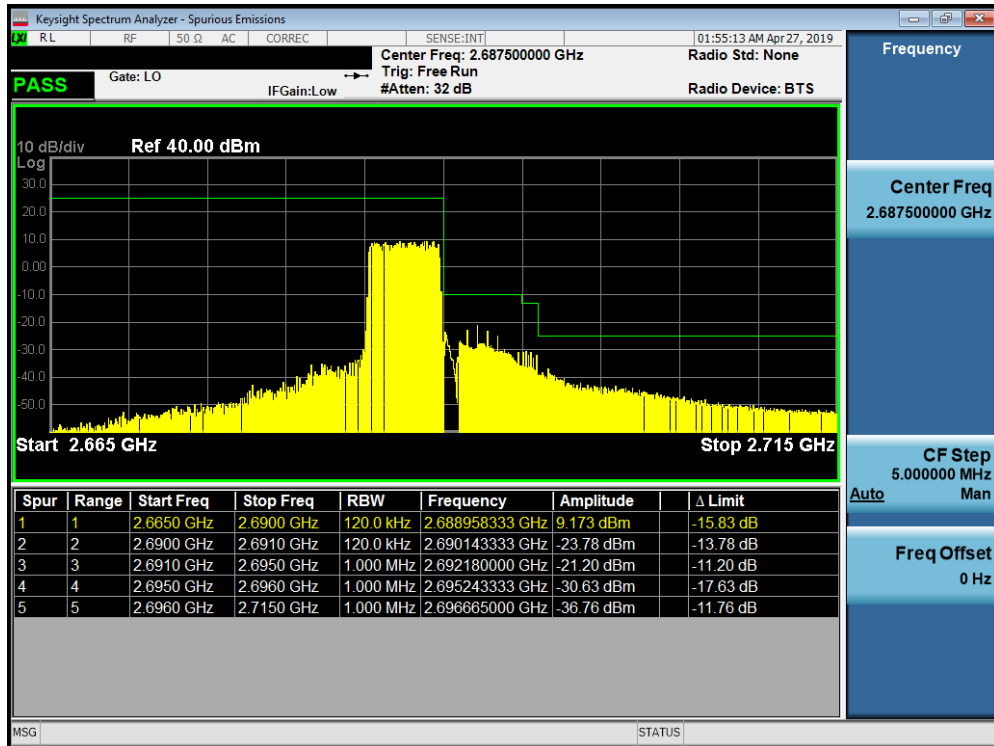 Keysight Spectrum Analyzer - Spurious Emissions
LXI RL RF 50 Ω AC CORREC SENSE:INT 01:55:13 AM Apr 27, 2019
Center Freq: 2.687500000 GHz Radio Std: None
PASS Gate: LO Trig: Free Run
IFGain:Low #Atten: 32 dB Radio Device: BTS
10 dB/div Ref 40.00 dBm
Log
30.0
20.0
10.0
0.00
-10.0
-20.0
-30.0
-40.0
-50.0
Start 2.665 GHz Stop 2.715 GHz
Spur Range Start Freq Stop Freq RBW Frequency Amplitude Δ Limit
1 1 2.6650 GHz 2.6900 GHz 120.0 kHz 2.688958333 GHz 9.173 dBm -15.83 dB
2 2 2.6900 GHz 2.6910 GHz 120.0 kHz 2.690143333 GHz -23.78 dBm -13.78 dB
3 3 2.6910 GHz 2.6950 GHz 1.000 MHz 2.692180000 GHz -21.20 dBm -11.20 dB
4 4 2.6950 GHz 2.6960 GHz 1.000 MHz 2.695243333 GHz -30.63 dBm -17.63 dB
5 5 2.6960 GHz 2.7150 GHz 1.000 MHz 2.696665000 GHz -36.76 dBm -11.76 dB
Frequency
Center Freq
2.687500000 GHz
CF Step
5.000000 MHz
Auto Man
Freq Offset
0 Hz
MSG STATUS